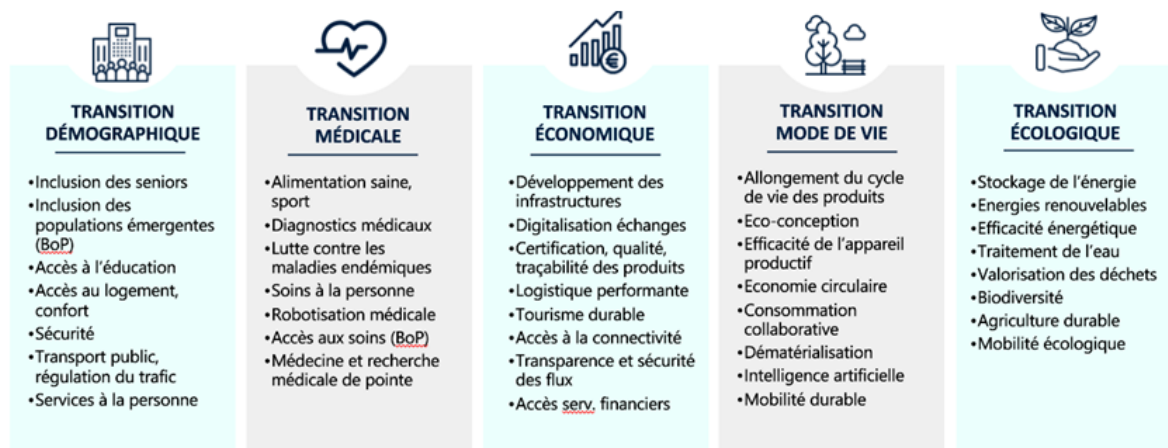 TRANSITION
DÉMOGRAPHIQUE
•Inclusion des seniors
•Inclusion des
populations émergentes
(BoP)
•Accès à l'éducation
•Accès au logement,
confort
•Sécurité
•Transport public,
régulation du trafic
•Services à la personne
TRANSITION
MÉDICALE
•Alimentation saine,
sport
•Diagnostics médicaux
•Lutte contre les
maladies endémiques
•Soins à la personne
•Robotisation médicale
•Accès aux soins (BoP)
•Médecine et recherche
médicale de pointe
TRANSITION
ÉCONOMIQUE
•Développement des
infrastructures
•Digitalisation échanges
•Certification, qualité,
traçabilité des produits
•Logistique performante
•Tourisme durable
•Accès à la connectivité
•Transparence et sécurité
des flux
•Accès serv. financiers
TRANSITION
MODE DE VIE
•Allongement du cycle
de vie des produits
•Eco-conception
•Efficacité de l'appareil
productif
•Economie circulaire
•Consommation
collaborative
•Dématérialisation
•Intelligence artificielle
•Mobilité durable
TRANSITION
ÉCOLOGIQUE
•Stockage de l'énergie
•Energies renouvelables
•Efficacité énergétique
•Traitement de l'eau
•Valorisation des déchets
•Biodiversité
•Agriculture durable
•Mobilité écologique